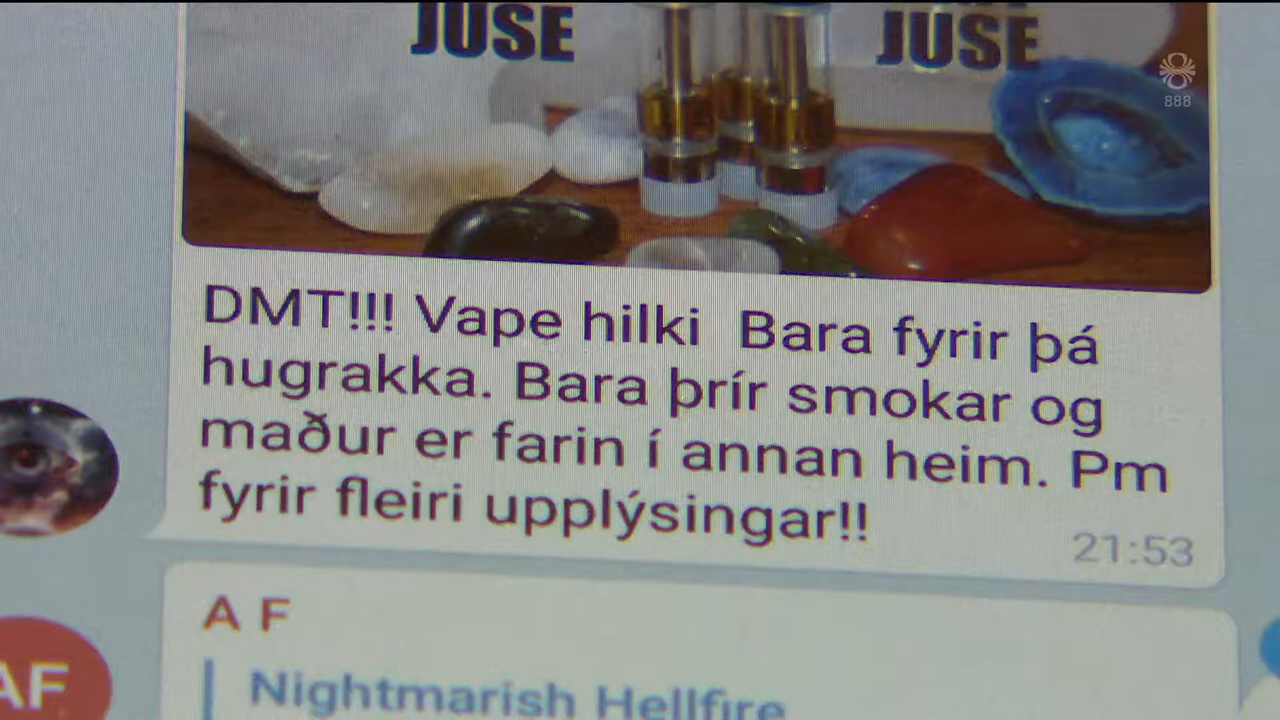 JUSE
JUSE
888
DMT!!! Vape hilki Bara fyrir þá
hugrakka. Bara þrír smokar og
maður er farin í annan heim. Pm
fyrir fleiri upplýsingar!!
21:53
A F
AF
Nightmarish Hellfire